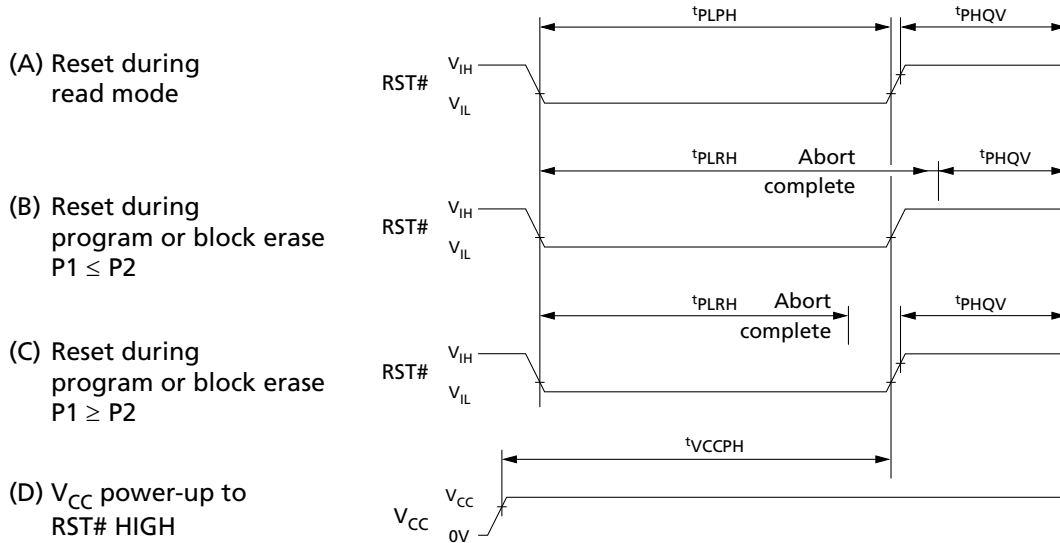 tPLPH
tPHQV
(A) Reset during
read mode
RST#
VIH
VIL
tPLRH
Abort
complete
tPHQV
(B) Reset during
program or block erase
P1 ≤ P2
RST#
VIH
VIL
tPLRH
Abort
complete
tPHQV
(C) Reset during
program or block erase
P1 ≥ P2
RST#
VIH
VIL
tVCCPH
(D) VCC power-up to
RST# HIGH
VCC
VCC
0V